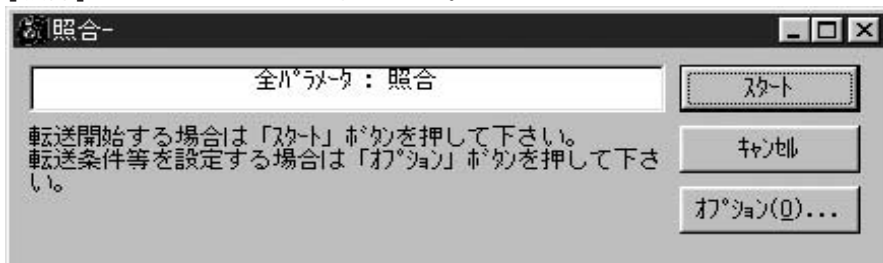 照合-
全ﾊﾟﾗﾒｰﾀ : 照合
ｽﾀｰﾄ
転送開始する場合は「ｽﾀｰﾄ」ﾎﾞﾀﾝを押して下さい。
転送条件等を設定する場合は「ｵﾌﾟｼｮﾝ」ﾎﾞﾀﾝを押して下さ
い。
ｷｬﾝｾﾙ
ｵﾌﾟｼｮﾝ(O)...